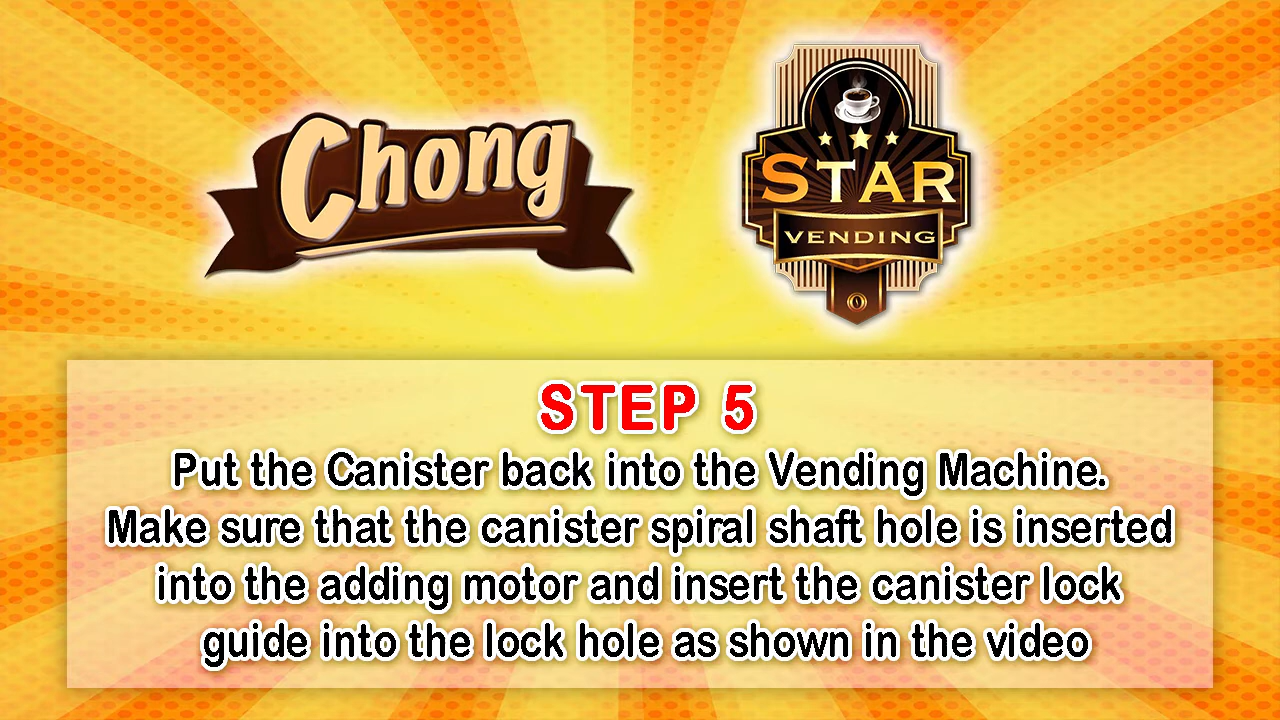 Chong
STAR
VENDING
STEP 5
Put the Canister back into the Vending Machine.
Make sure that the canister spiral shaft hole is inserted
into the adding motor and insert the canister lock
guide into the lock hole as shown in the video